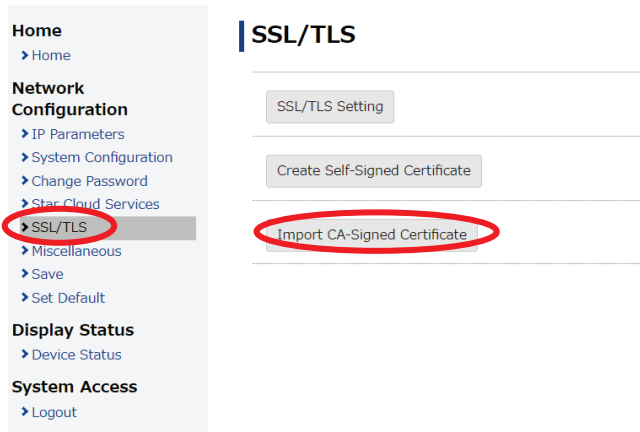 Home
Home
Network
Configuration
IP Parameters
System Configuration
Change Password
Star Cloud Services
SSL/TLS
Miscellaneous
Save
Set Default
Display Status
Device Status
System Access
Logout
SSL/TLS
SSL/TLS Setting
Create Self-Signed Certificate
Import CA-Signed Certificate